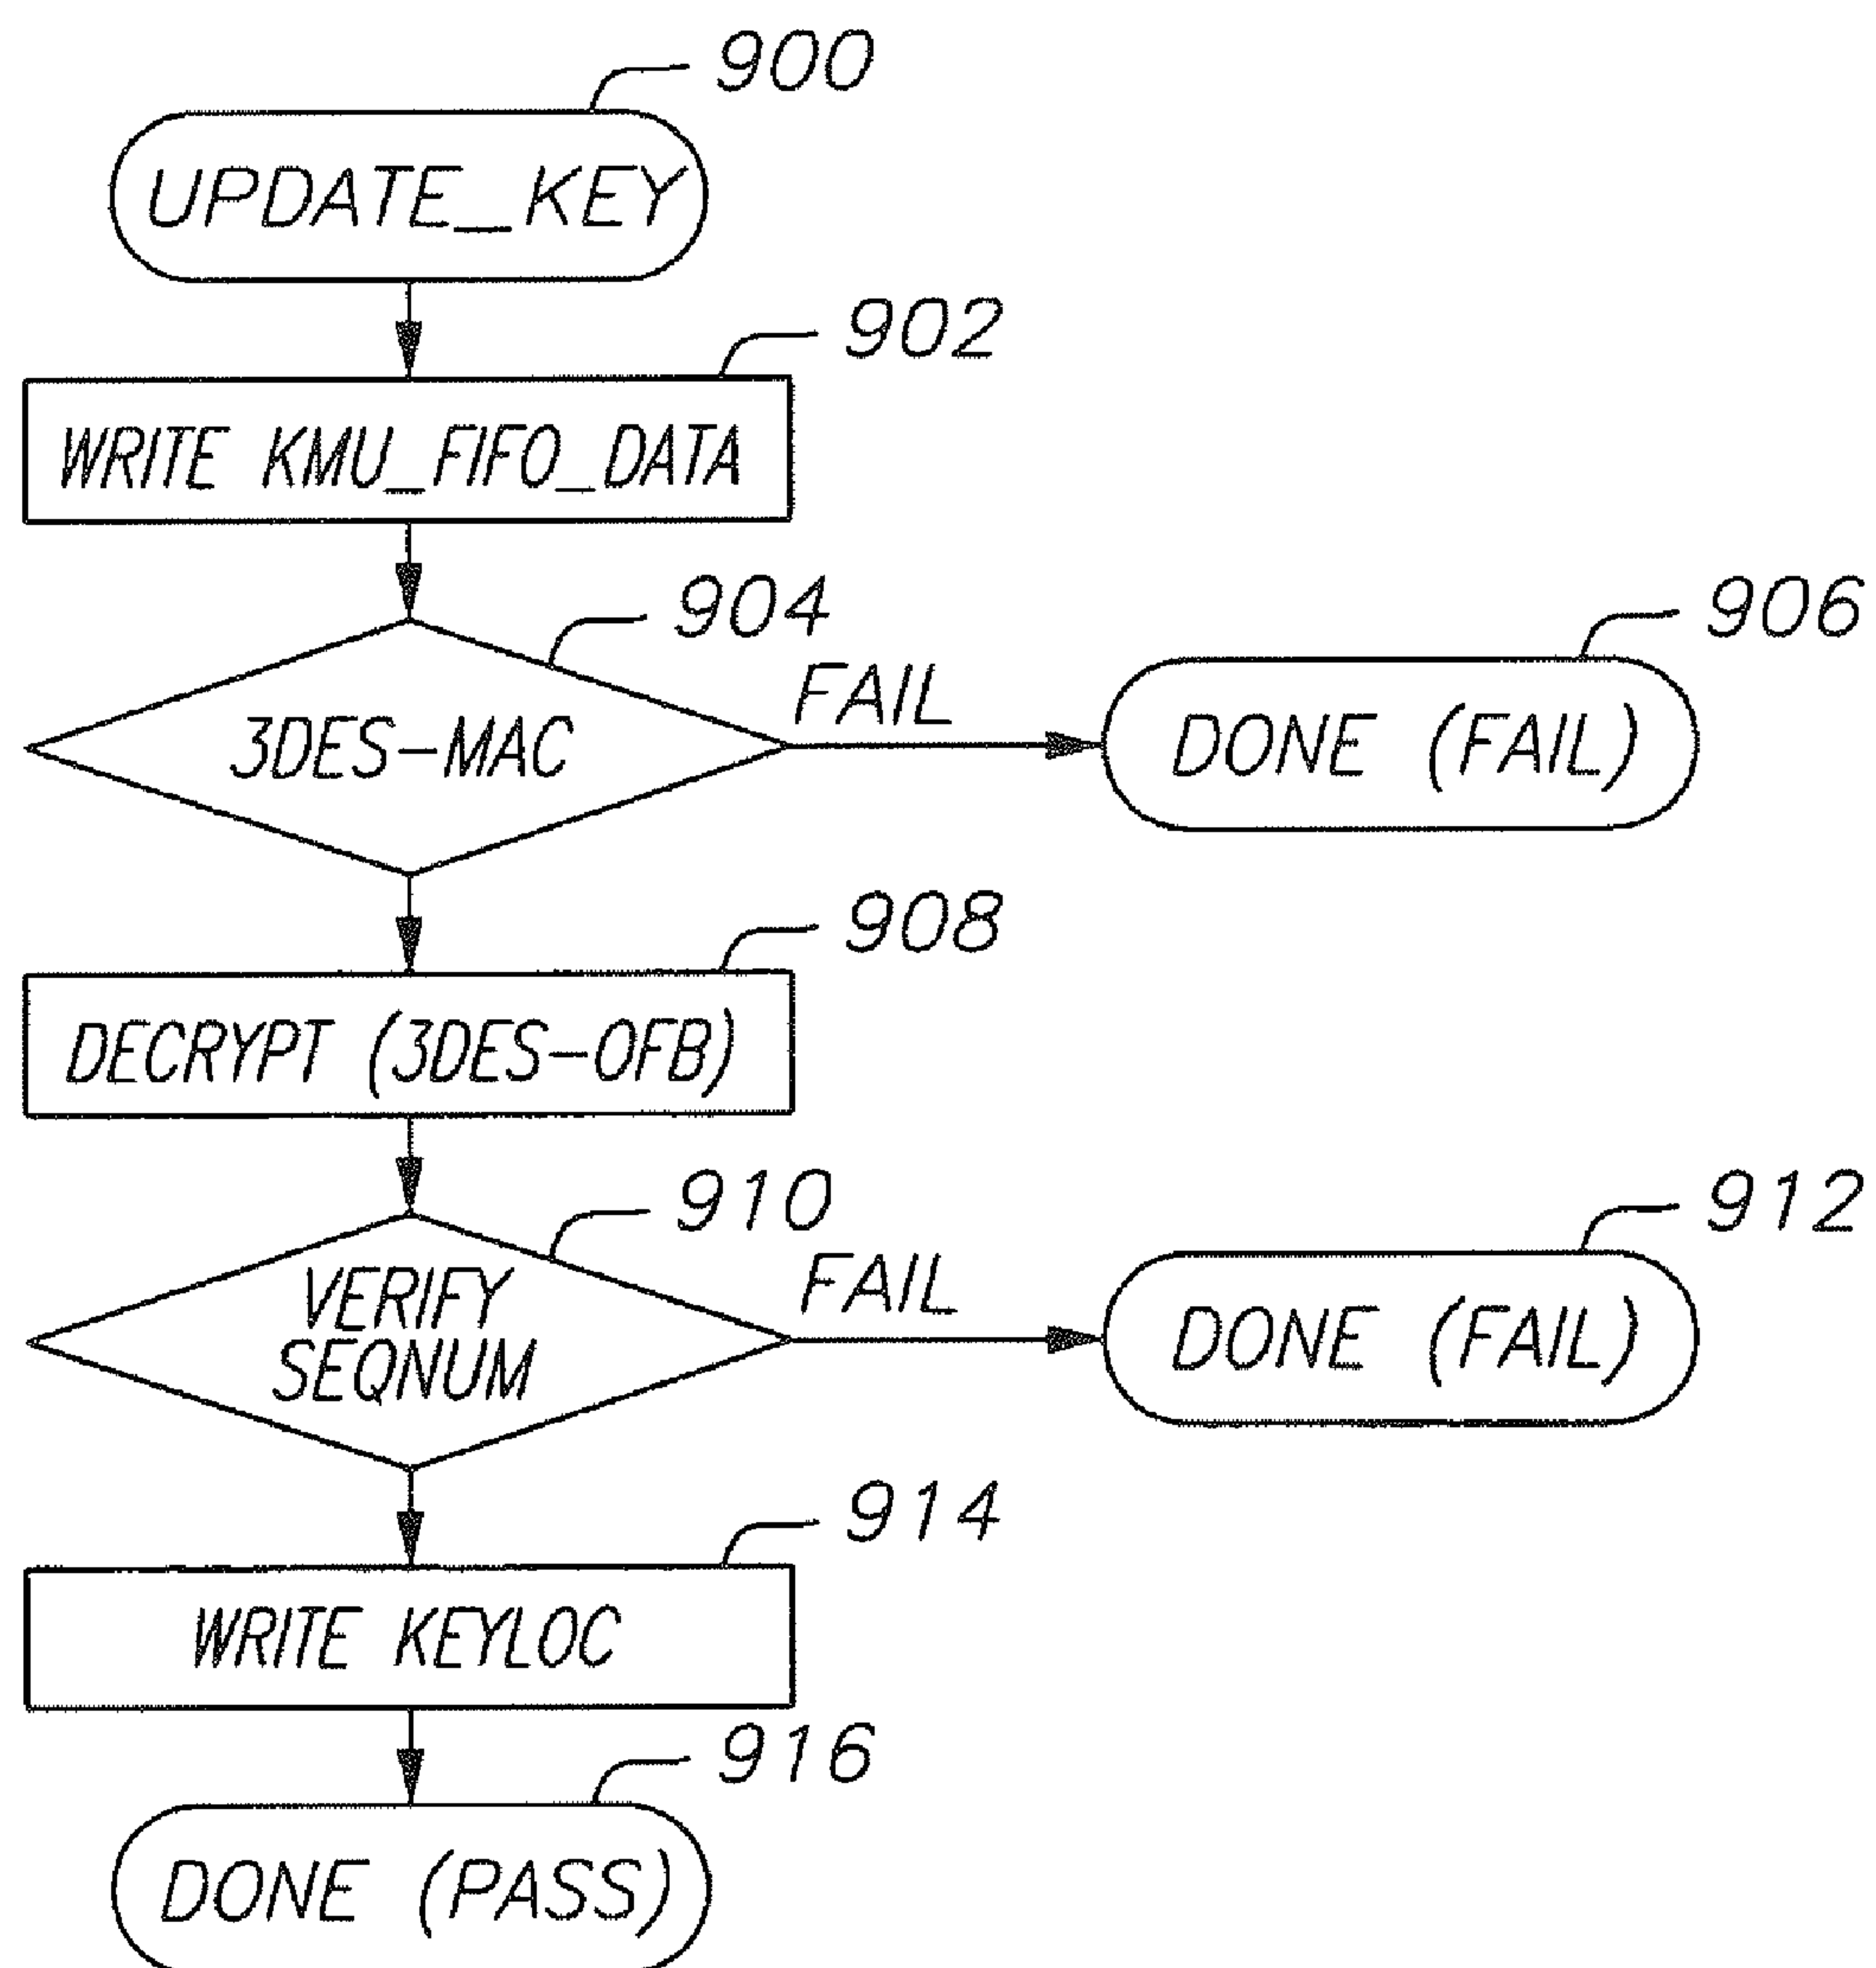 900
UPDATE_KEY
902
WRITE KMU_FIFO_DATA
904
906
FAIL
3DES-MAC
DONE (FAIL)
908
DECRYPT (3DES-OFB)
910
912
FAIL
VERIFY
SEQNUM
DONE (FAIL)
914
WRITE KEYLOC
916
DONE (PASS)